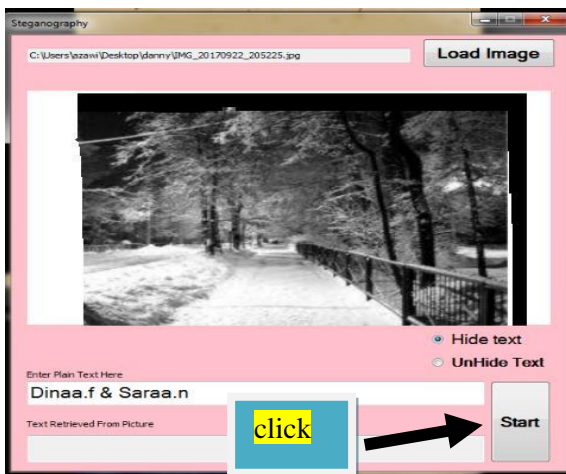 Steganography
C:\Users\azawi\Desktop\danny\IMG_20170922_205225.jpg
Load Image
Hide text
UnHide Text
Enter Plain Text Here
Dinaa.f & Saraa.n
Text Retrieved From Picture
click
Start